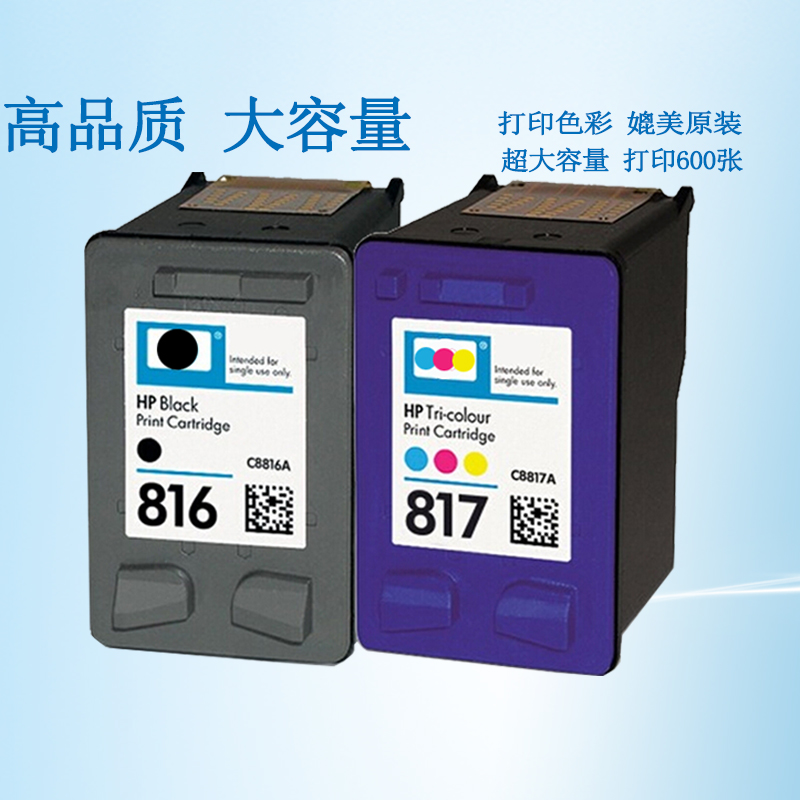 高品质 大容量
打印色彩 媲美原装
超大容量 打印600张
®
Intended for
single use only.
HP Black
Print Cartridge
C8816A
816
®
Intended for
single use only.
HP Tri-colour
Print Cartridge
C8817A
817